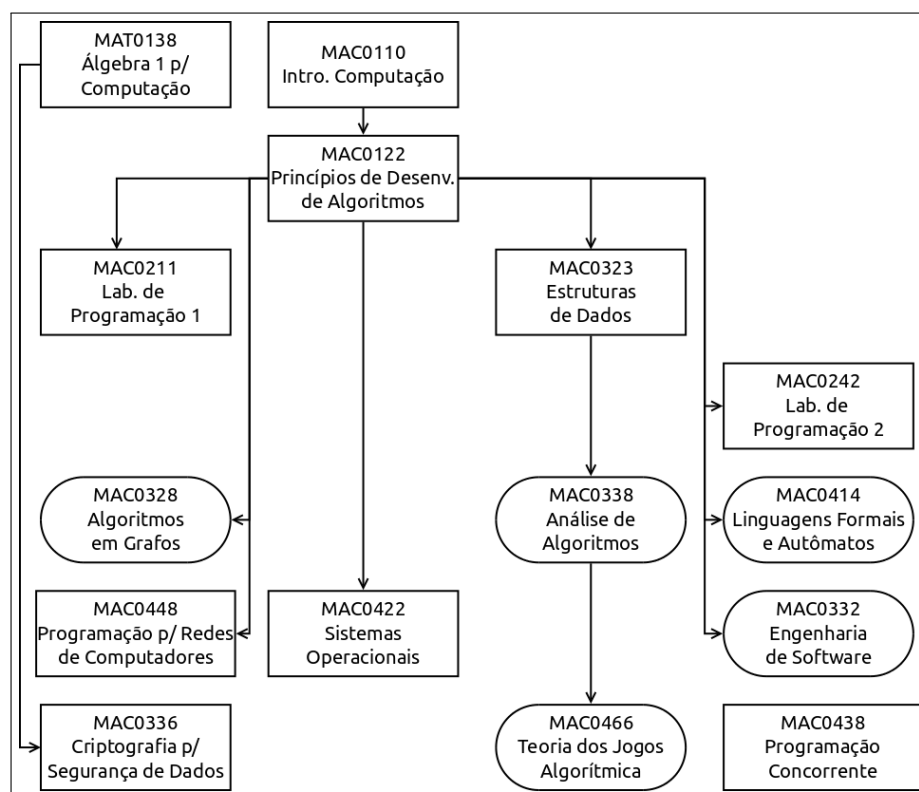 MAT0138
Álgebra 1 p/
Computação
MAC0110
Intro. Computação
MAC0122
Princípios de Desenv.
de Algoritmos
MAC0211
Lab. de
Programação 1
MAC0323
Estruturas
de Dados
MAC0242
Lab. de
Programação 2
MAC0328
Algoritmos
em Grafos
MAC0338
Análise de
Algoritmos
MAC0414
Linguagens Formais
e Autômatos
MAC0448
Programação p/ Redes
de Computadores
MAC0422
Sistemas
Operacionais
MAC0332
Engenharia
de Software
MAC0336
Criptografia p/
Segurança de Dados
MAC0466
Teoria dos Jogos
Algorítmica
MAC0438
Programação
Concorrente